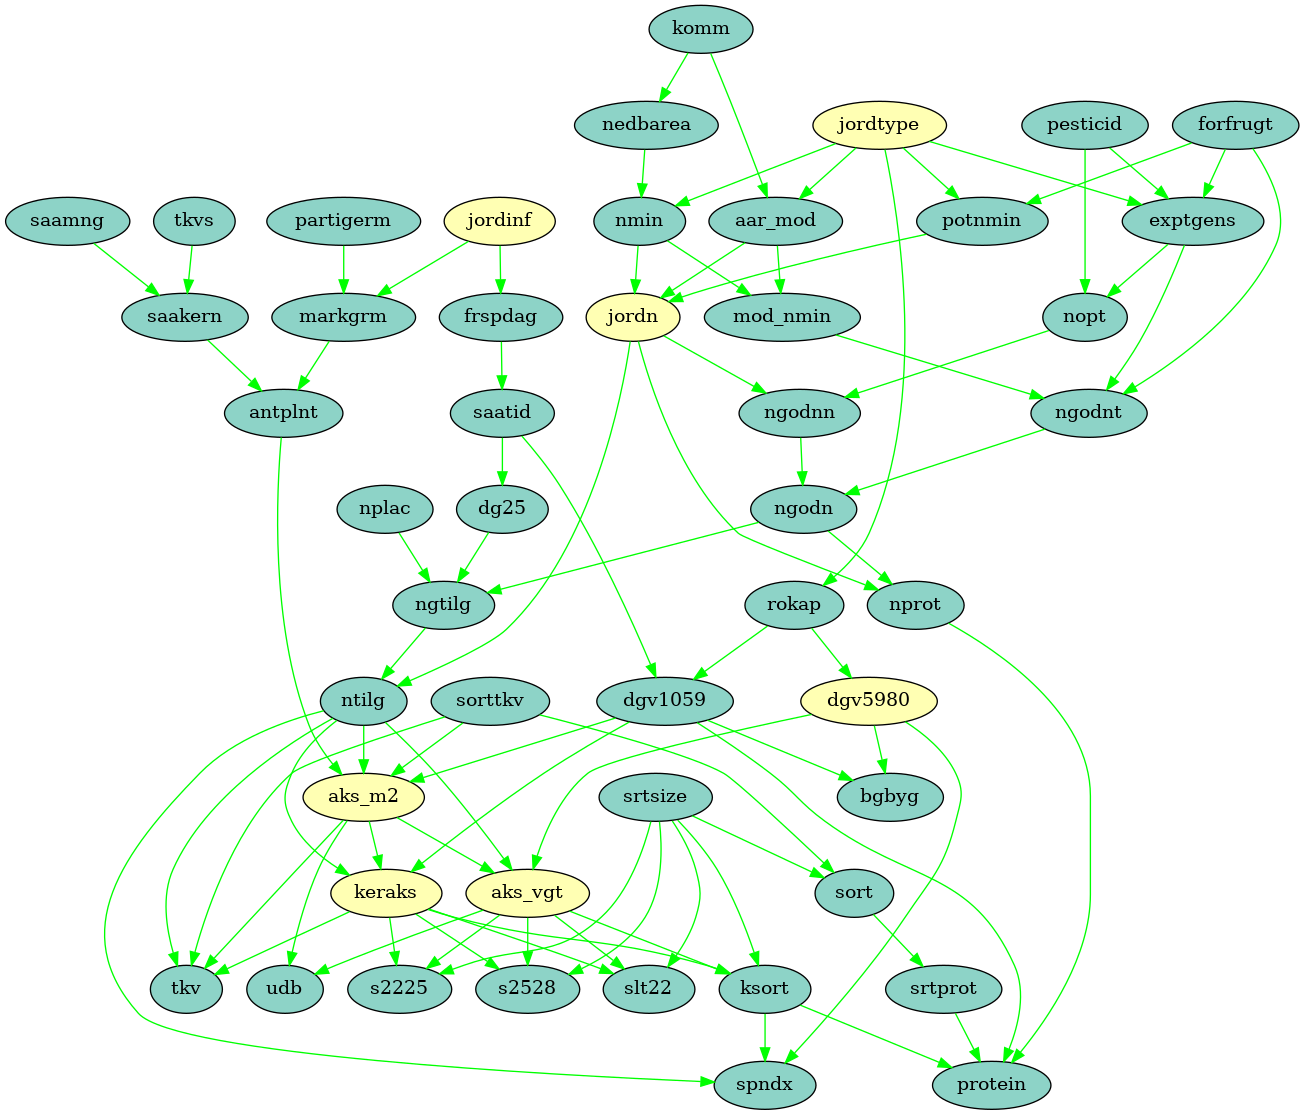 komm
nedbarea
jordtype
pesticid
forfrugt
saamng
tkvs
partigerm
jordinf
nmin
aar_mod
potnmin
exptgens
saakern
markgrm
frspdag
jordn
mod_nmin
nopt
antplnt
saatid
ngodnn
ngodnt
nplac
dg25
ngodn
ngtilg
rokap
nprot
ntilg
sorttkv
dgv1059
dgv5980
aks_m2
srtsize
bgbyg
keraks
aks_vgt
sort
tkv
udb
s2225
s2528
slt22
ksort
srtprot
spndx
protein